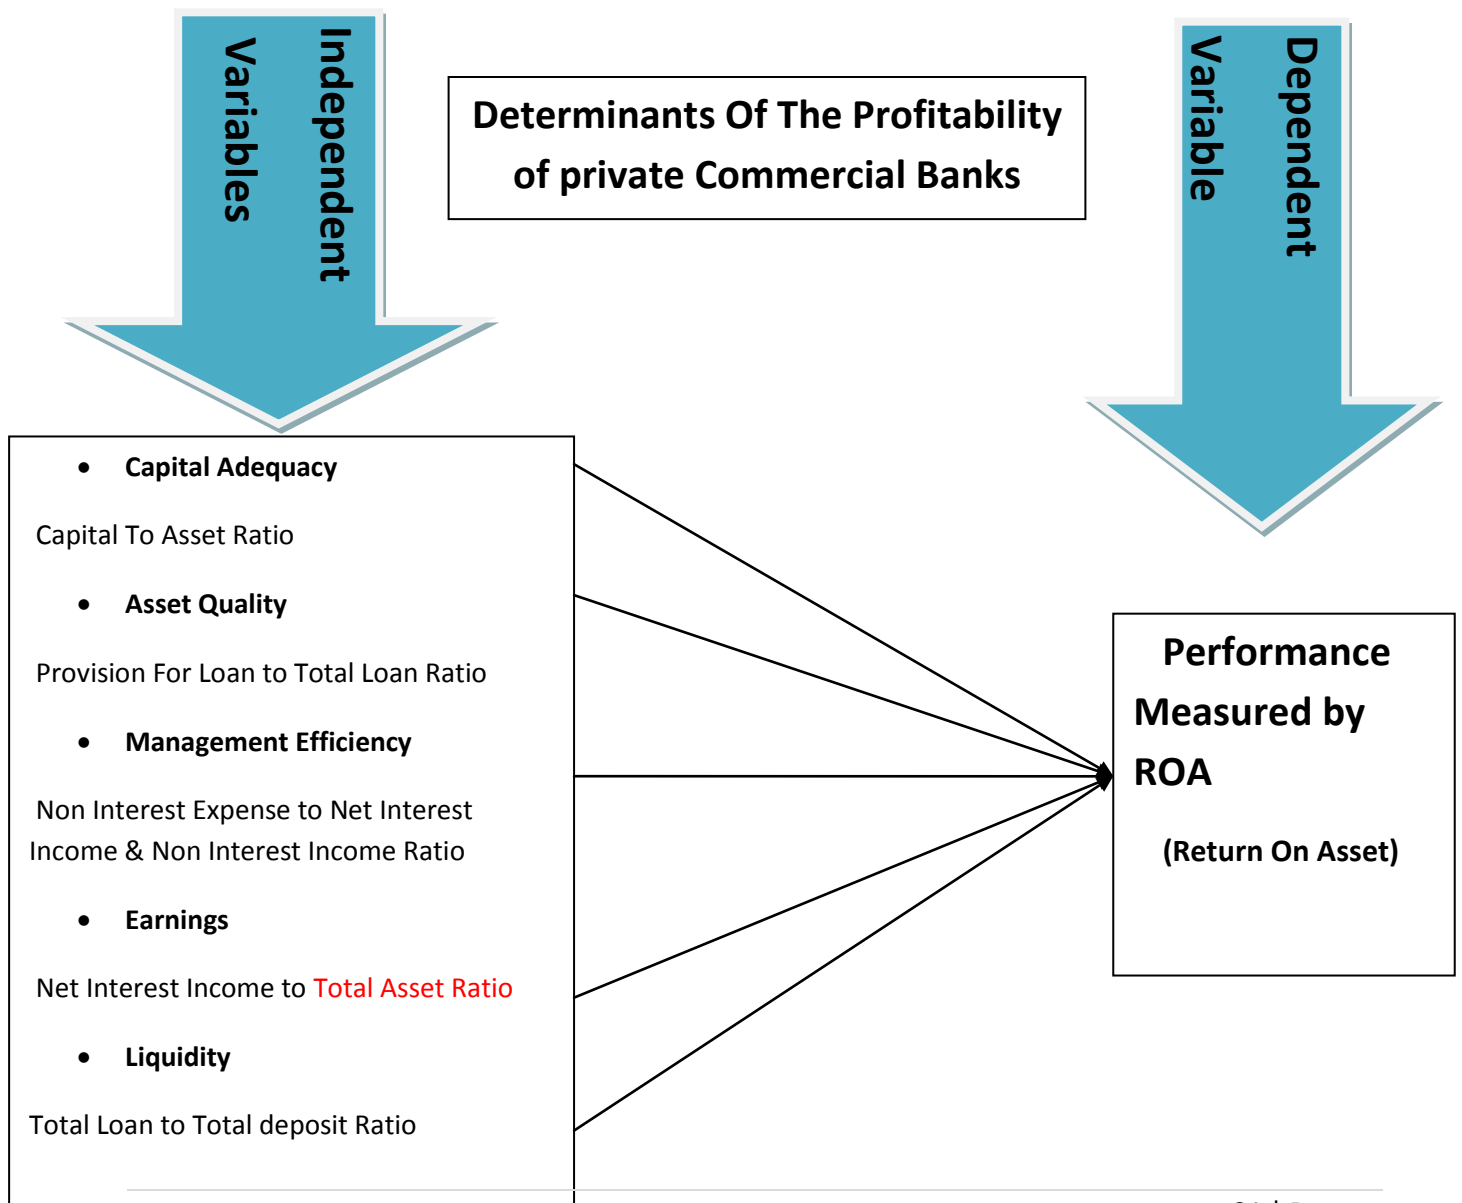 Independent
Variables
Determinants Of The Profitability
of private Commercial Banks
Dependent
Variable
• Capital Adequacy
Capital To Asset Ratio
• Asset Quality
Provision For Loan to Total Loan Ratio
• Management Efficiency
Non Interest Expense to Net Interest
Income & Non Interest Income Ratio
• Earnings
Net Interest Income to Total Asset Ratio
• Liquidity
Total Loan to Total deposit Ratio
Performance
Measured by
ROA
(Return On Asset)